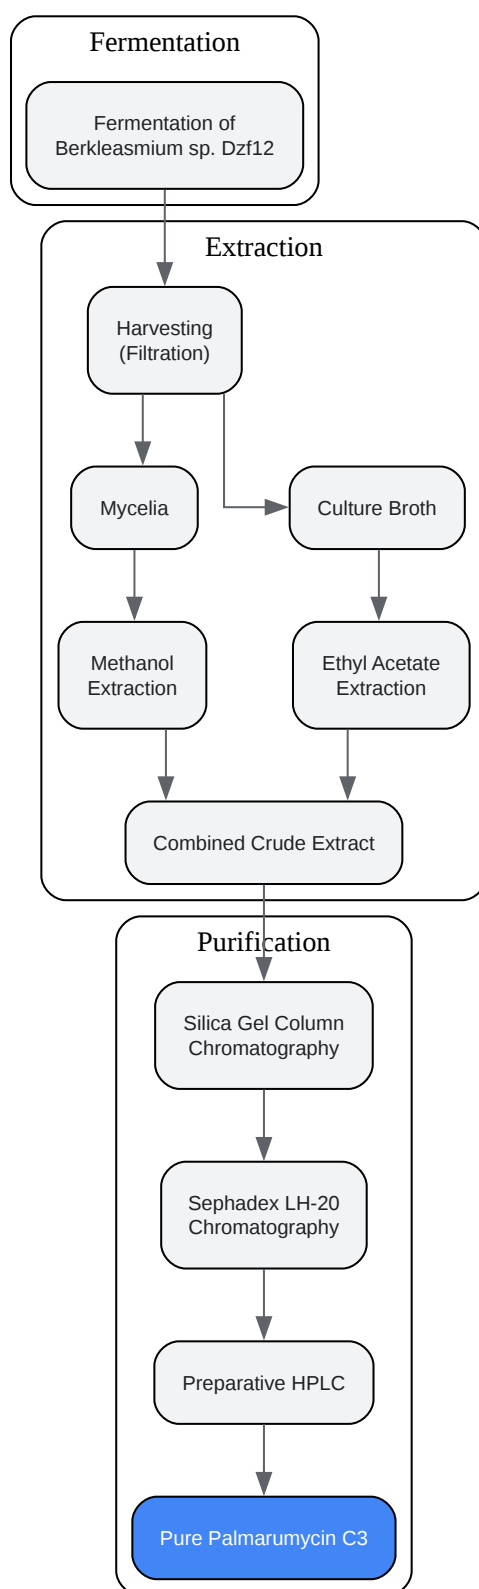 Fermentation
Fermentation of
Berkleasmium sp. Dzf12
Extraction
Harvesting
(Filtration)
Mycelia
Culture Broth
Methanol
Extraction
Ethyl Acetate
Extraction
Combined Crude Extract
Purification
Silica Gel Column
Chromatography
Sephadex LH-20
Chromatography
Preparative HPLC
Pure Palmarumycin C3